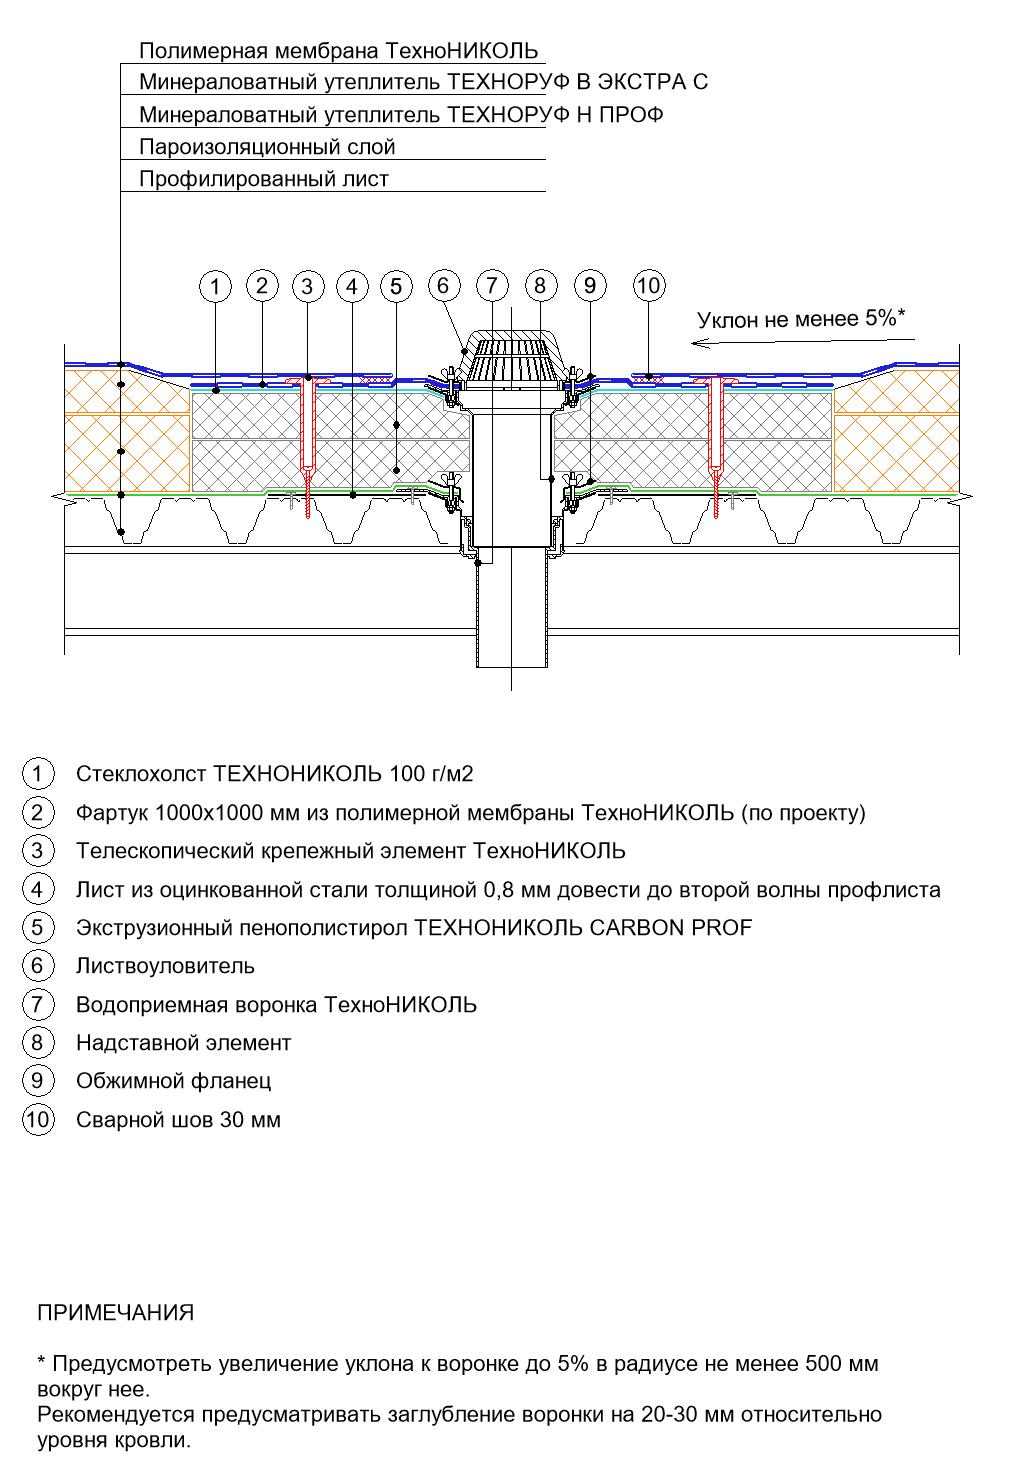 Полимерная мембрана ТехноНИКОЛЬ
Минераловатный утеплитель ТЕХНОРУФ В ЭКСТРА С
Минераловатный утеплитель ТЕХНОРУФ Н ПРОФ
Пароизоляционный слой
Профилированный лист
1 2 3 4 5 6 7 8 9 10
Уклон не менее 5%*
1 Стеклохолст ТЕХНОНИКОЛЬ 100 г/м2
2 Фартук 1000х1000 мм из полимерной мембраны ТехноНИКОЛЬ (по проекту)
3 Телескопический крепежный элемент ТехноНИКОЛЬ
4 Лист из оцинкованной стали толщиной 0,8 мм довести до второй волны профлиста
5 Экструзионный пенополистирол ТЕХНОНИКОЛЬ CARBON PROF
6 Листвоуловитель
7 Водоприемная воронка ТехноНИКОЛЬ
8 Надставной элемент
9 Обжимной фланец
10 Сварной шов 30 мм
ПРИМЕЧАНИЯ
* Предусмотреть увеличение уклона к воронке до 5% в радиусе не менее 500 мм
вокруг нее.
Рекомендуется предусматривать заглубление воронки на 20-30 мм относительно
уровня кровли.